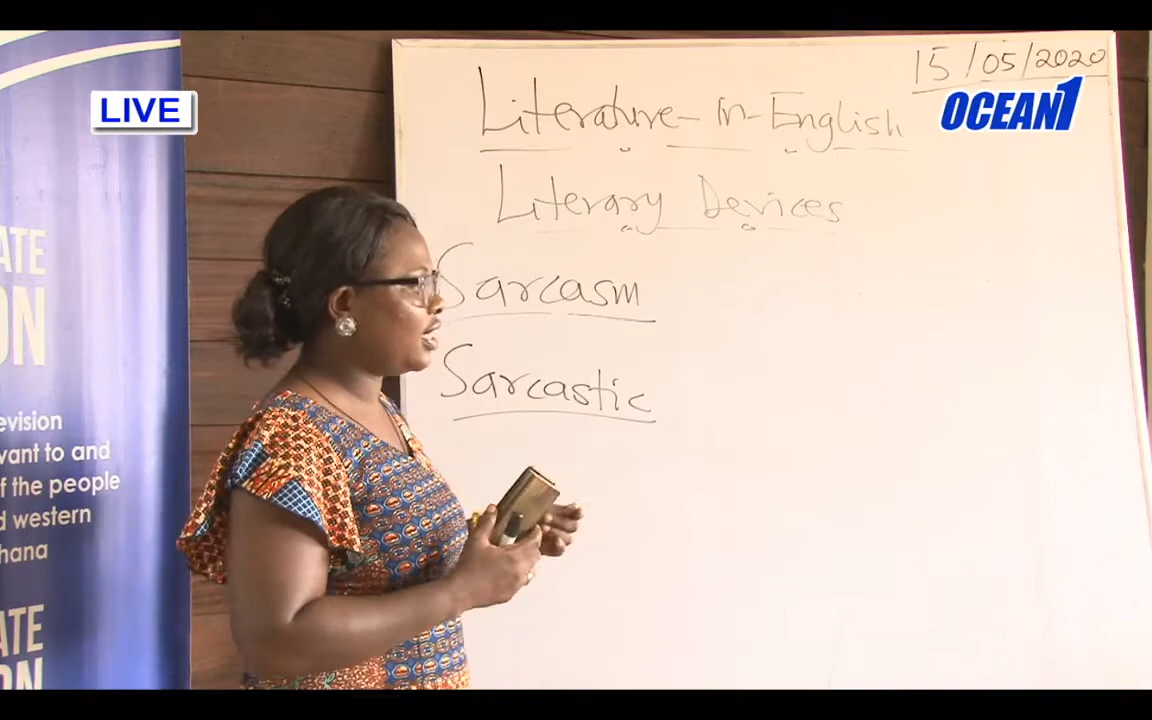 15/05/2020
LIVE
OCEAN1
Literature-in-English
Literary Devices
Sarcasm
Sarcastic
ATE
ON
evision
vant to and
f the people
d western
hana
ATE
ON